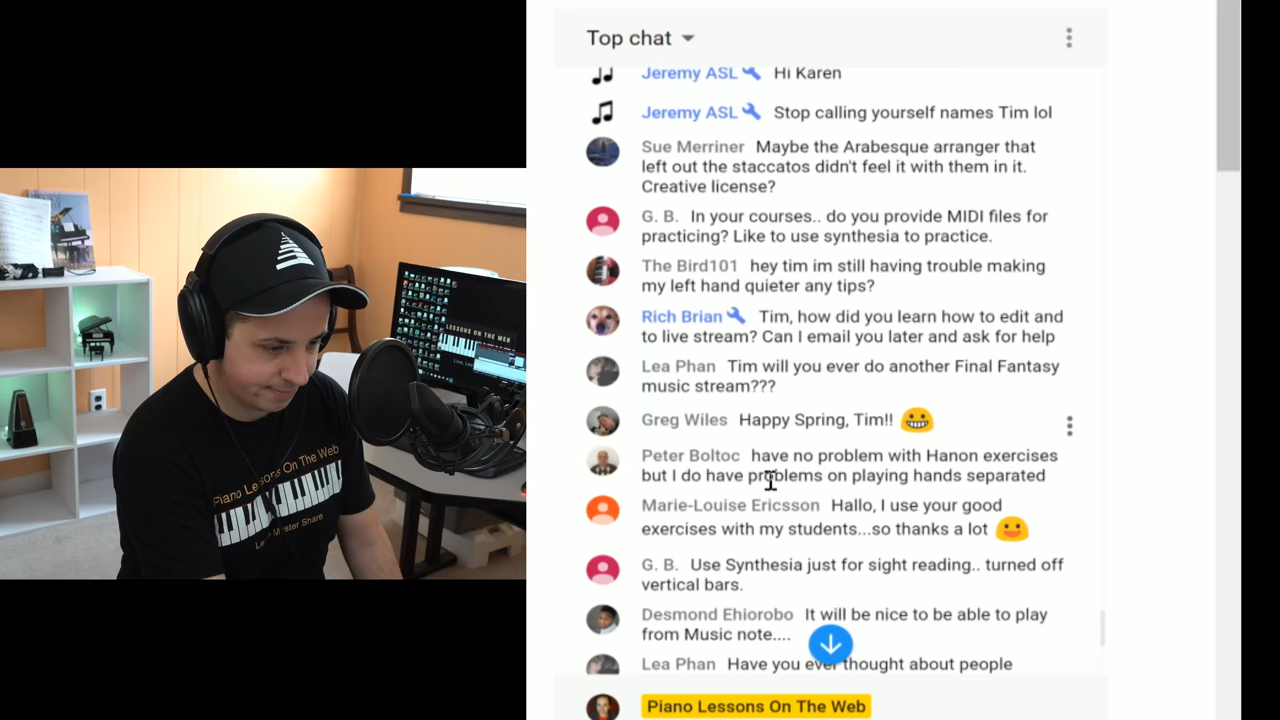 Top chat
Jeremy ASL Hi Karen
Jeremy ASL Stop calling yourself names Tim lol
Sue Merriner Maybe the Arabesque arranger that
left out the staccatos didn't feel it with them in it.
Creative license?
G. B. In your courses.. do you provide MIDI files for
practicing? Like to use synthesia to practice.
The Bird101 hey tim im still having trouble making
my left hand quieter any tips?
Rich Brian Tim, how did you learn how to edit and
to live stream? Can I email you later and ask for help
Lea Phan Tim will you ever do another Final Fantasy
music stream???
Greg Wiles Happy Spring, Tim!! 😀
Peter Boltoc have no problem with Hanon exercises
but I do have problems on playing hands separated
Marie-Louise Ericsson Hallo, I use your good
exercises with my students...so thanks a lot 😃
G. B. Use Synthesia just for sight reading.. turned off
vertical bars.
Desmond Ehiorobo It will be nice to be able to play
from Music note....
Lea Phan Have you ever thought about people
Piano Lessons On The Web
LESSONS ON THE WEB
Piano Lessons On The Web